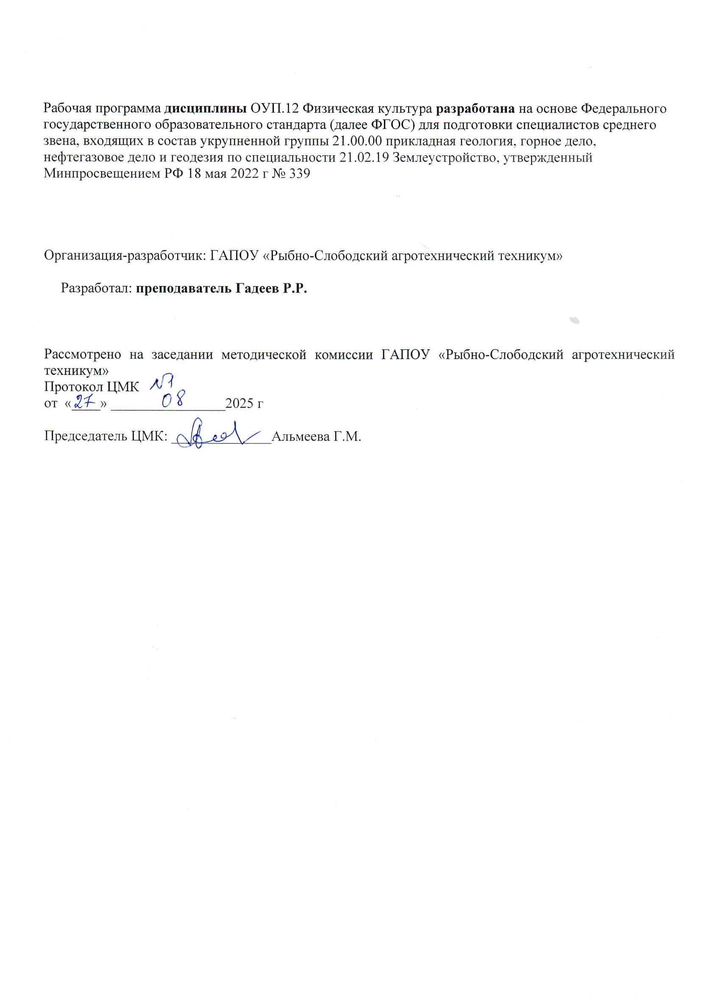 Рабочая программа дисциплины ОУП.12 Физическая культура разработана на основе Федерального
государственного образовательного стандарта (далее ФГОС) для подготовки специалистов среднего
звена, входящих в состав укрупненной группы 21.00.00 прикладная геология, горное дело,
нефтегазовое дело и геодезия по специальности 21.02.19 Землеустройство, утвержденный
Минпросвещением РФ 18 мая 2022 г № 339
Организация-разработчик: ГАПОУ «Рыбно-Слободский агротехнический техникум»
Разработал: преподаватель Гадеев Р.Р.
Рассмотрено на заседании методической комиссии ГАПОУ «Рыбно-Слободский агротехнический
техникум»
Протокол ЦМК №1
от «27» 08 2025 г
Председатель ЦМК: Альмеева Г.М.